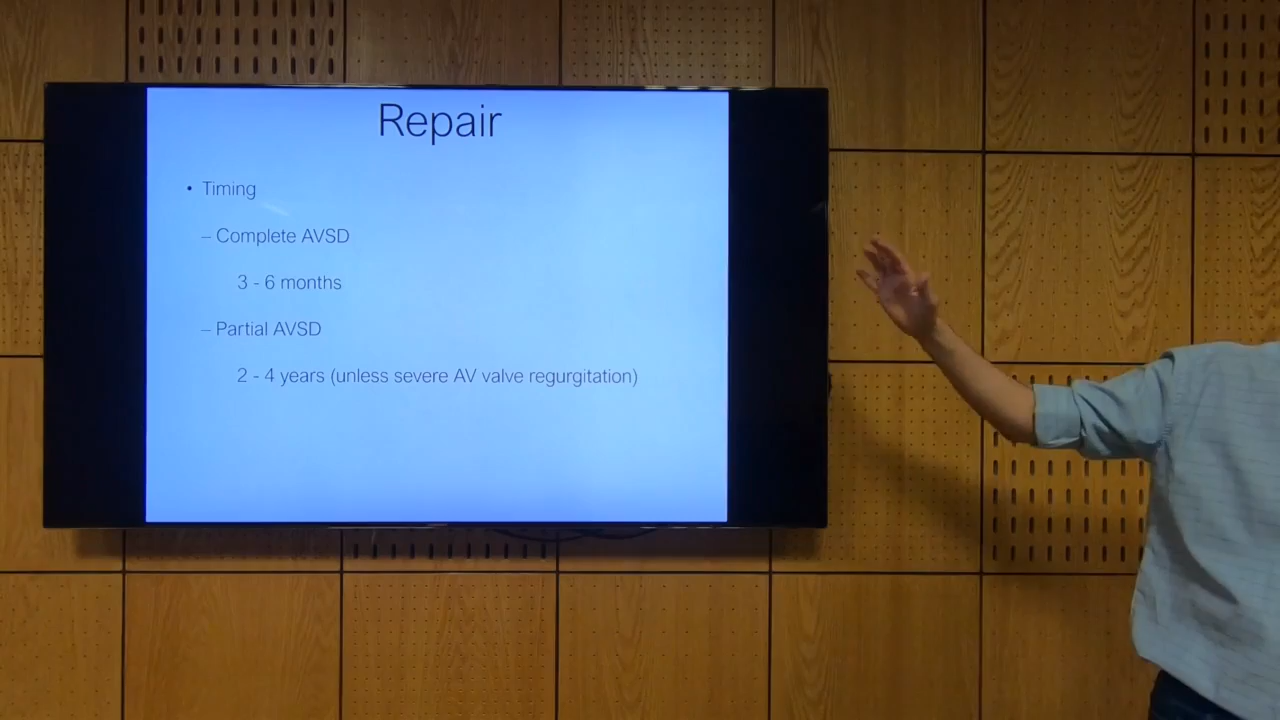 Repair
• Timing
– Complete AVSD
3 - 6 months
– Partial AVSD
2 - 4 years (unless severe AV valve regurgitation)